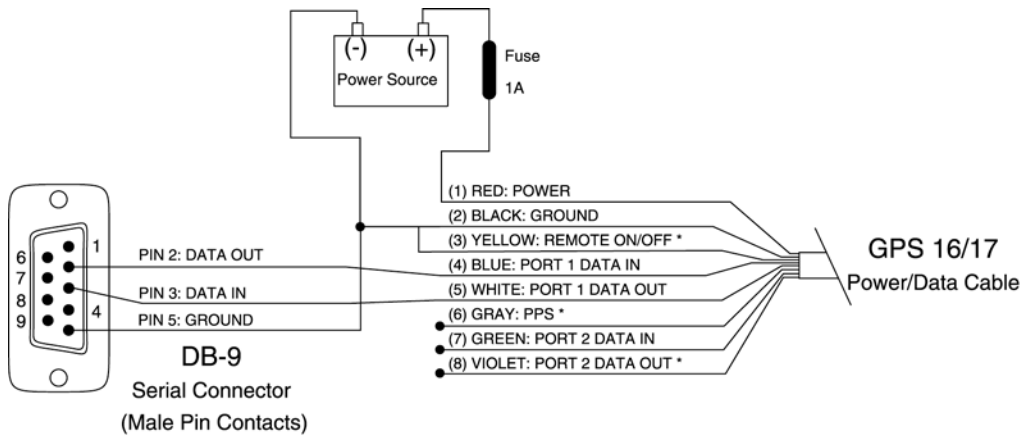 (-) (+)
Power Source
Fuse
1A
(1) RED: POWER
(2) BLACK: GROUND
(3) YELLOW: REMOTE ON/OFF *
(4) BLUE: PORT 1 DATA IN
(5) WHITE: PORT 1 DATA OUT
(6) GRAY: PPS *
(7) GREEN: PORT 2 DATA IN
(8) VIOLET: PORT 2 DATA OUT *
GPS 16/17
Power/Data Cable
1
6
7
8
4
9
PIN 2: DATA OUT
PIN 3: DATA IN
PIN 5: GROUND
DB-9
Serial Connector
(Male Pin Contacts)